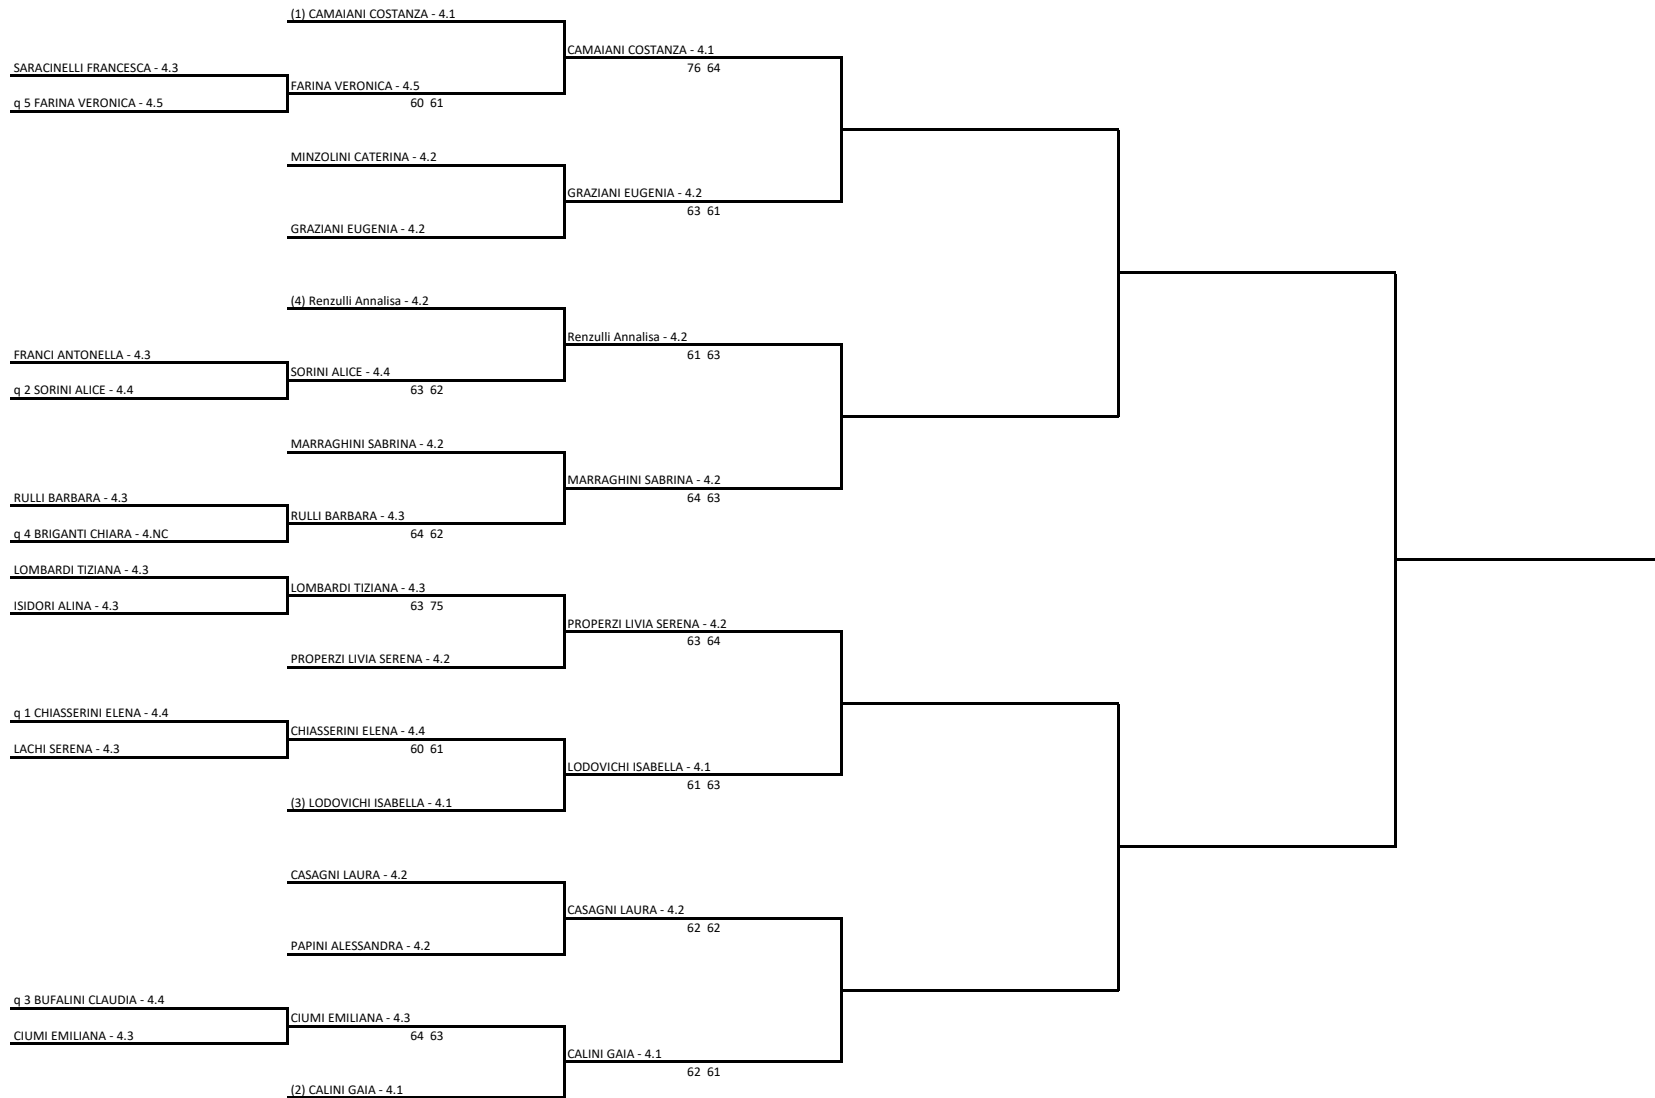 (1) CAMAIANI COSTANZA - 4.1
CAMAIANI COSTANZA - 4.1
76 64
SARACINELLI FRANCESCA - 4.3
FARINA VERONICA - 4.5
60 61
q 5 FARINA VERONICA - 4.5
MINZOLINI CATERINA - 4.2
GRAZIANI EUGENIA - 4.2
63 61
GRAZIANI EUGENIA - 4.2
(4) Renzulli Annalisa - 4.2
Renzulli Annalisa - 4.2
61 63
FRANCI ANTONELLA - 4.3
SORINI ALICE - 4.4
63 62
q 2 SORINI ALICE - 4.4
MARRAGHINI SABRINA - 4.2
MARRAGHINI SABRINA - 4.2
64 63
RULLI BARBARA - 4.3
RULLI BARBARA - 4.3
64 62
q 4 BRIGANTI CHIARA - 4.NC
LOMBARDI TIZIANA - 4.3
LOMBARDI TIZIANA - 4.3
63 75
ISIDORI ALINA - 4.3
PROPERZI LIVIA SERENA - 4.2
63 64
PROPERZI LIVIA SERENA - 4.2
q 1 CHIASSERINI ELENA - 4.4
CHIASSERINI ELENA - 4.4
60 61
LACHI SERENA - 4.3
LODOVICHI ISABELLA - 4.1
61 63
(3) LODOVICHI ISABELLA - 4.1
CASAGNI LAURA - 4.2
CASAGNI LAURA - 4.2
62 62
PAPINI ALESSANDRA - 4.2
q 3 BUFALINI CLAUDIA - 4.4
CIUMI EMILIANA - 4.3
64 63
CIUMI EMILIANA - 4.3
CALINI GAIA - 4.1
62 61
(2) CALINI GAIA - 4.1